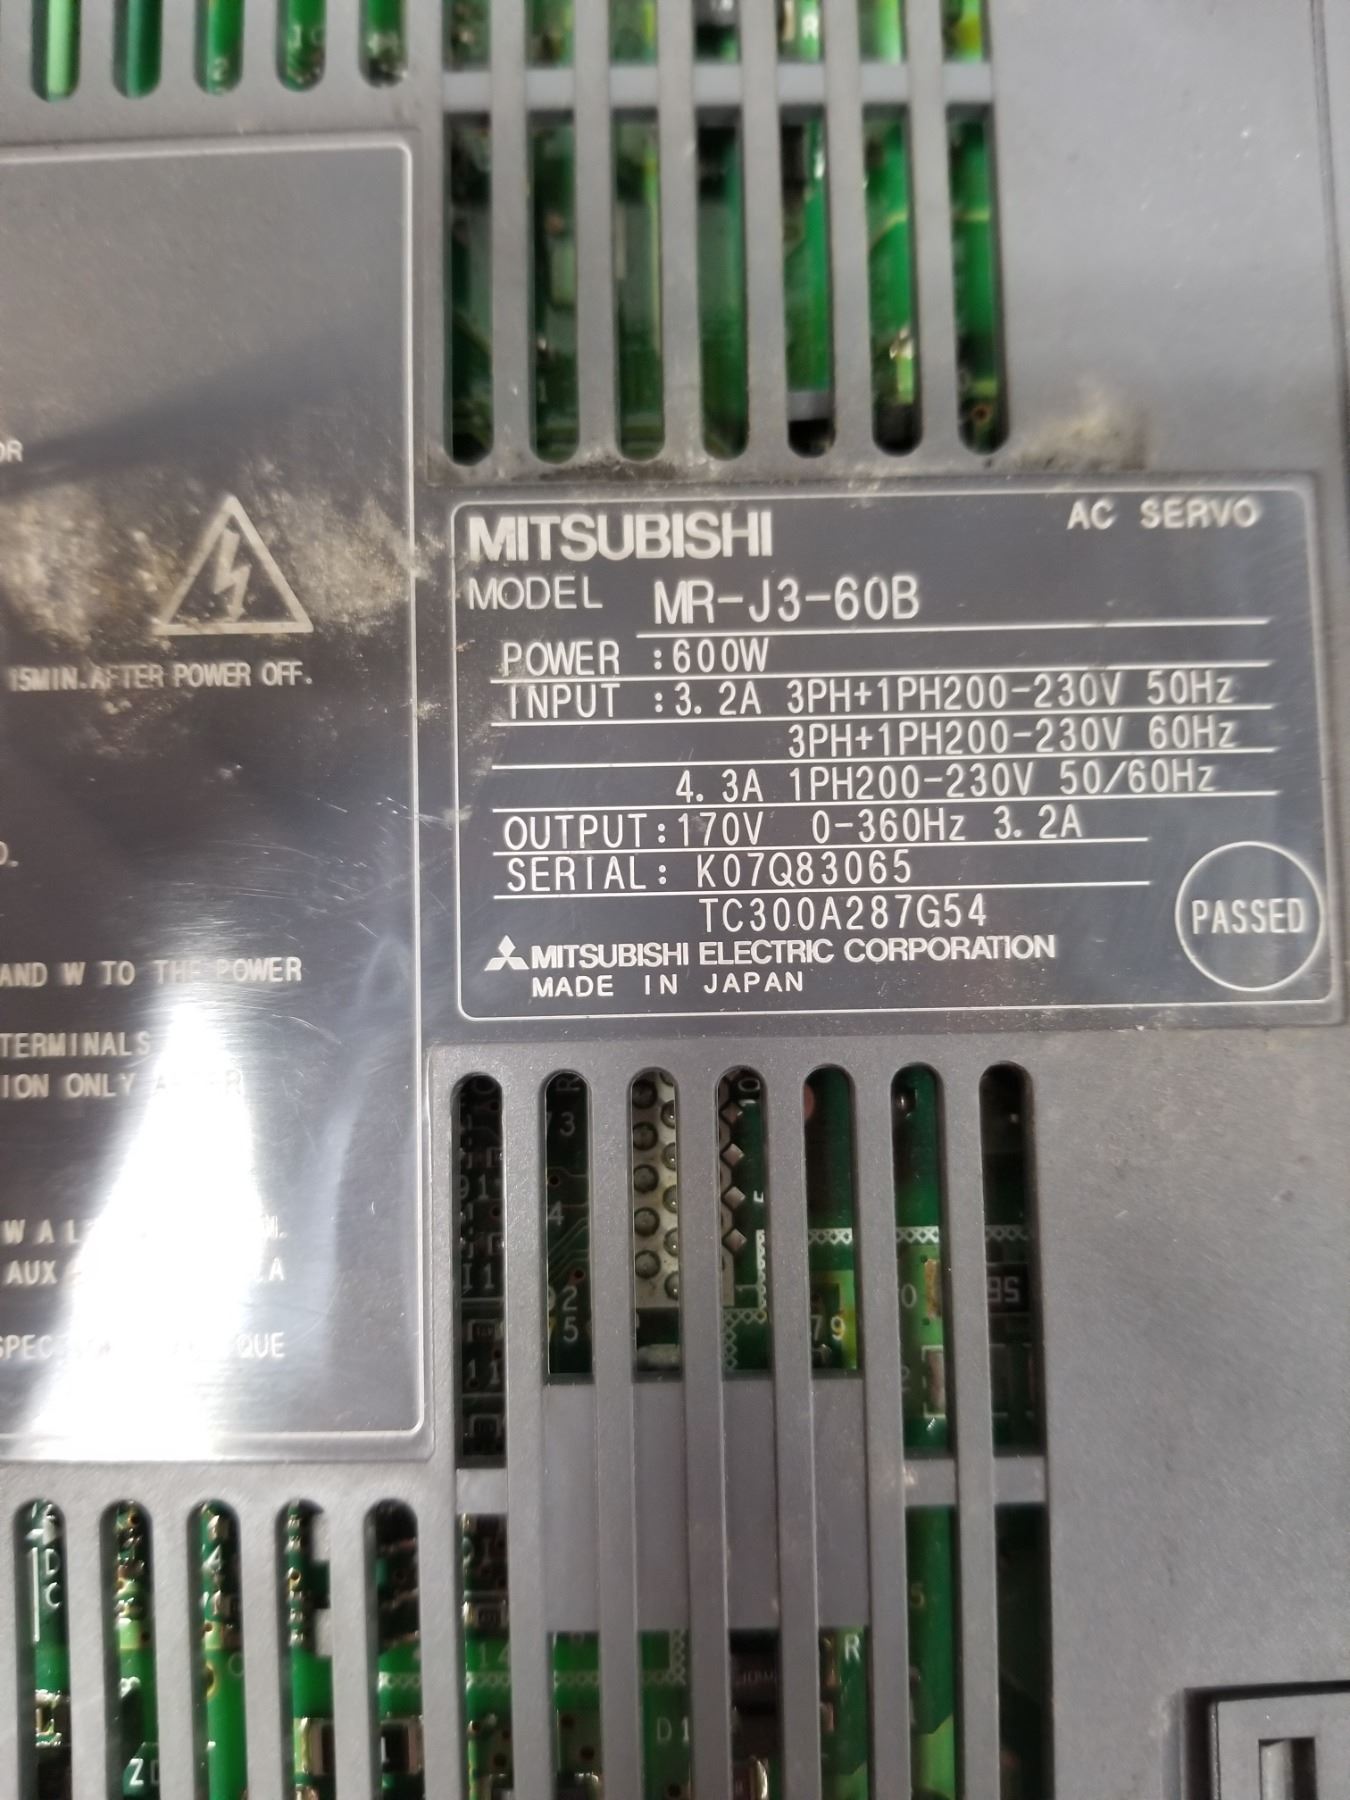 OR
15MIN. AFTER POWER OFF.
AND W TO THE POWER
TERMINALS
ION ONLY
W A
AUX
QUE
MITSUBISHI
AC SERVO
MODEL MR-J3-60B
POWER :600W
INPUT :3.2A 3PH+1PH200-230V 50Hz
3PH+1PH200-230V 60Hz
4.3A 1PH200-230V 50/60Hz
OUTPUT:170V 0-360Hz 3.2A
SERIAL: K07Q83065
TC300A287G54
PASSED
MITSUBISHI ELECTRIC CORPORATION
MADE IN JAPAN